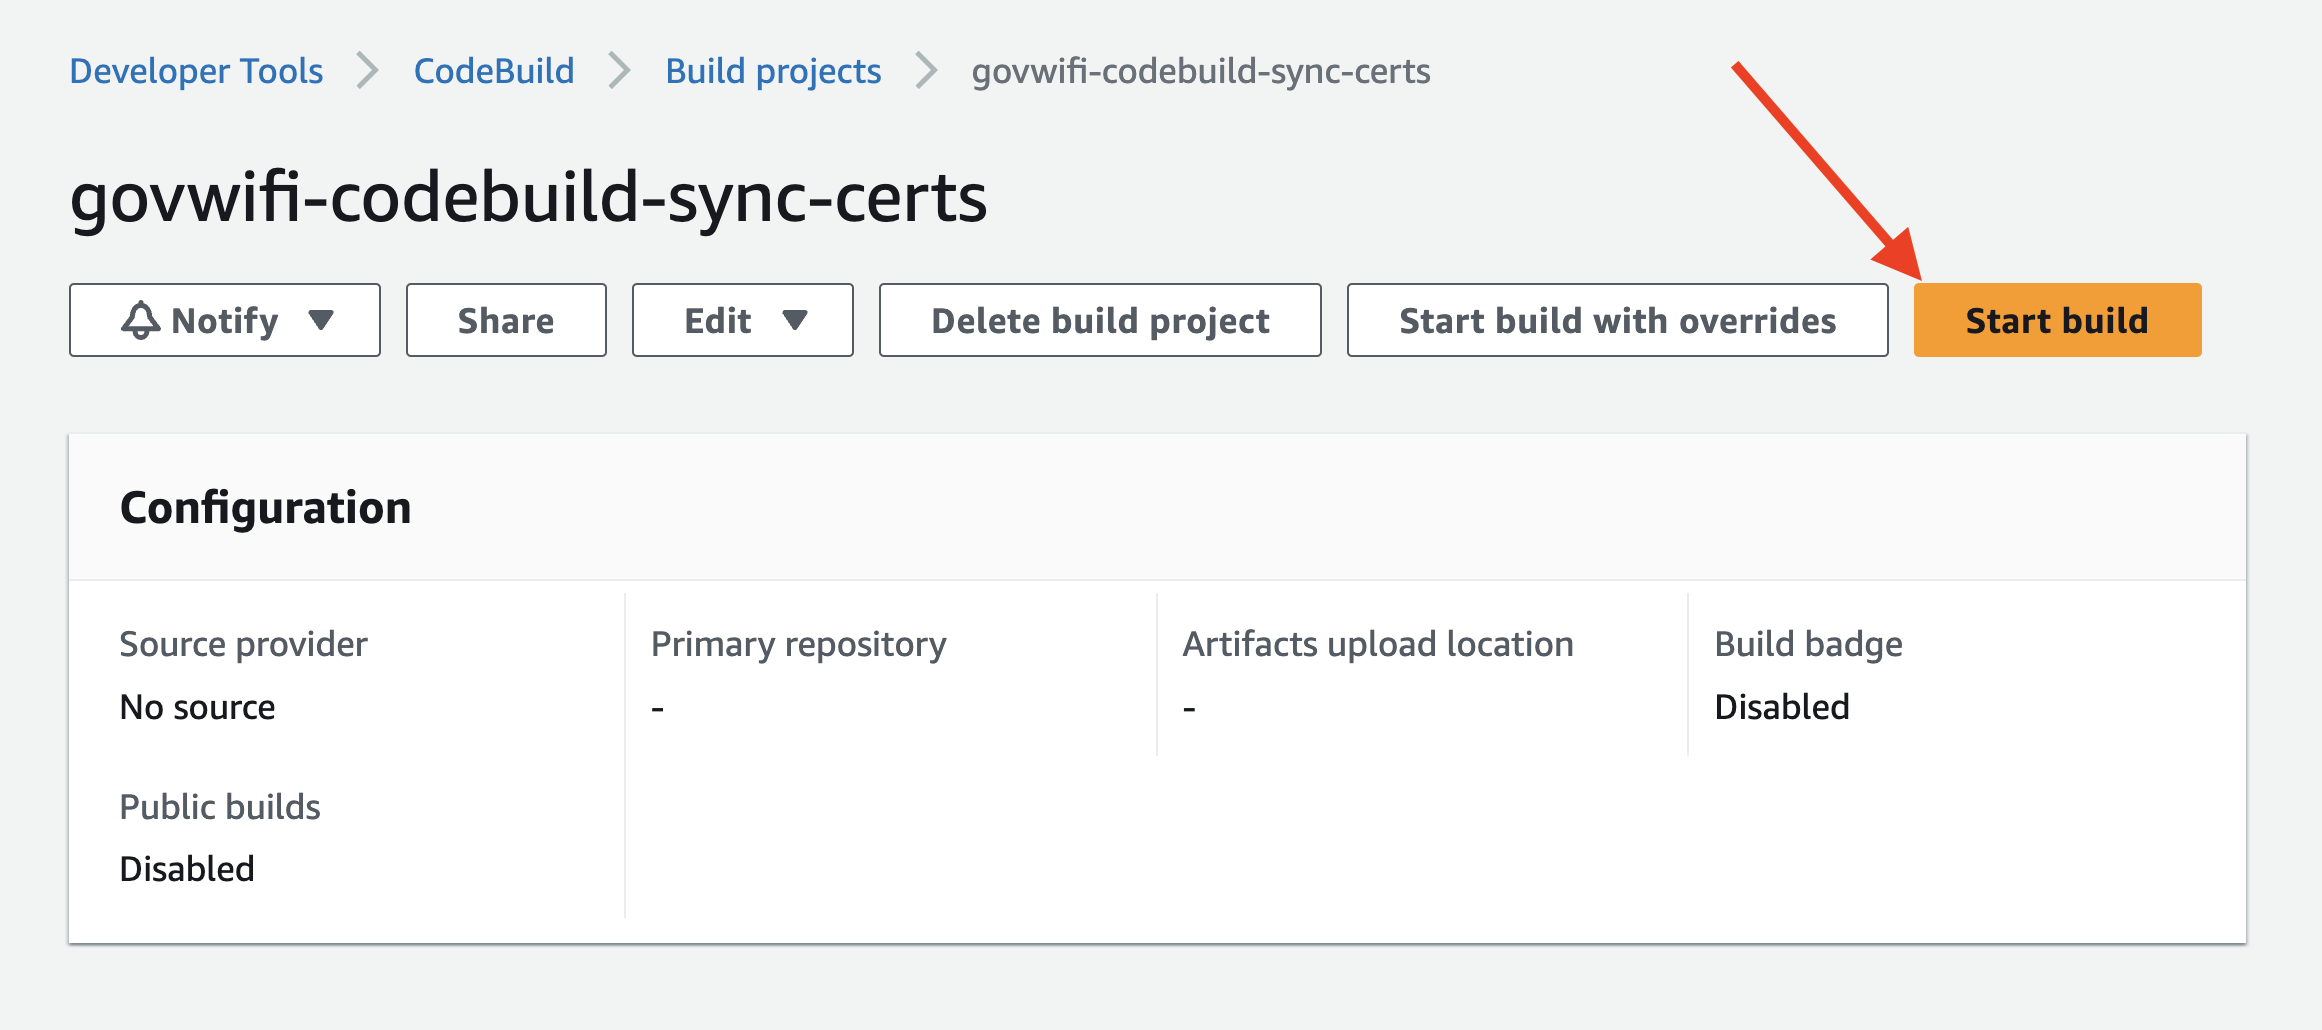 Developer Tools > CodeBuild > Build projects > govwifi-codebuild-sync-certs
govwifi-codebuild-sync-certs
Notify Share Edit Delete build project Start build with overrides Start build
Configuration
Source provider Primary repository Artifacts upload location Build badge
No source - - Disabled
Public builds
Disabled